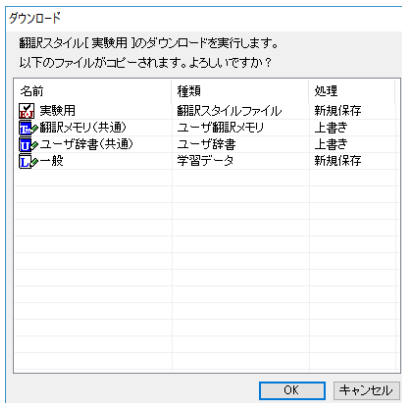 ダウンロード
翻訳スタイル[ 実験用 ]のダウンロードを実行します。
以下のファイルがコピーされます。よろしいですか？
名前 種類 処理
実験用 翻訳スタイルファイル 新規保存
翻訳メモリ(共通) ユーザ翻訳メモリ 上書き
ユーザ辞書(共通) ユーザ辞書 上書き
一般 学習データ 新規保存
OK キャンセル